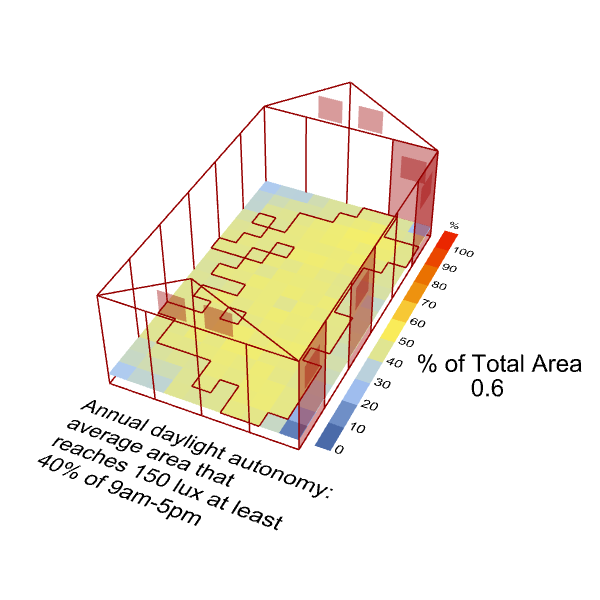 %
100
90
80
70
60
50
40
30
20
10
0
% of Total Area
0.6
Annual daylight autonomy:
average area that
reaches 150 lux at least
40% of 9am-5pm